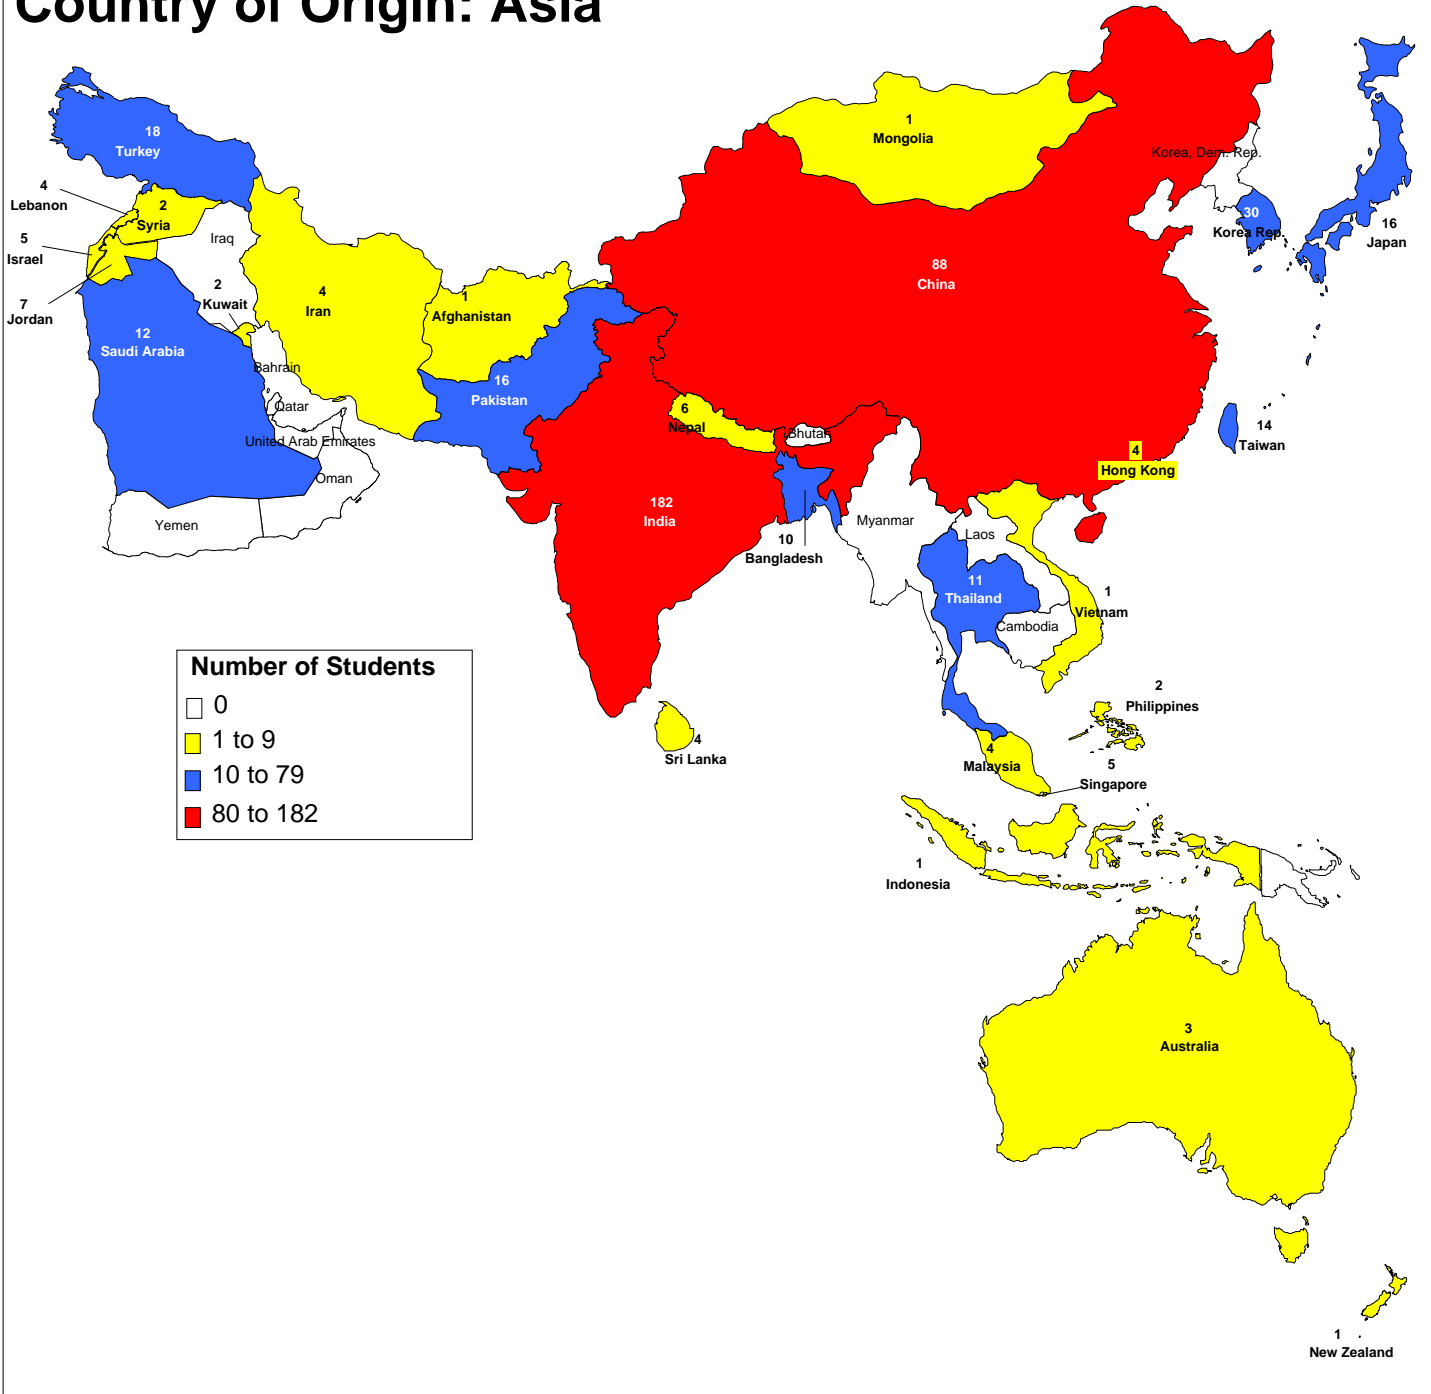 Country of Origin: Asia
1
Mongolia
18
Turkey
Korea, Dem. Rep.
4
Lebanon
2
Syria
30
Korea Rep.
16
Japan
5
Israel
Iraq
88
China
2
Kuwait
4
Iran
1
Afghanistan
7
Jordan
12
Saudi Arabia
Bahrain
16
Pakistan
Qatar
6
Nepal
Bhutan
14
Taiwan
United Arab Emirates
4
Hong Kong
Oman
Yemen
182
India
Myanmar
Laos
10
Bangladesh
11
Thailand
1
Vietnam
Cambodia
Number of Students
0
1 to 9
10 to 79
80 to 182
2
Philippines
4
Sri Lanka
4
Malaysia
5
Singapore
1
Indonesia
3
Australia
1
New Zealand